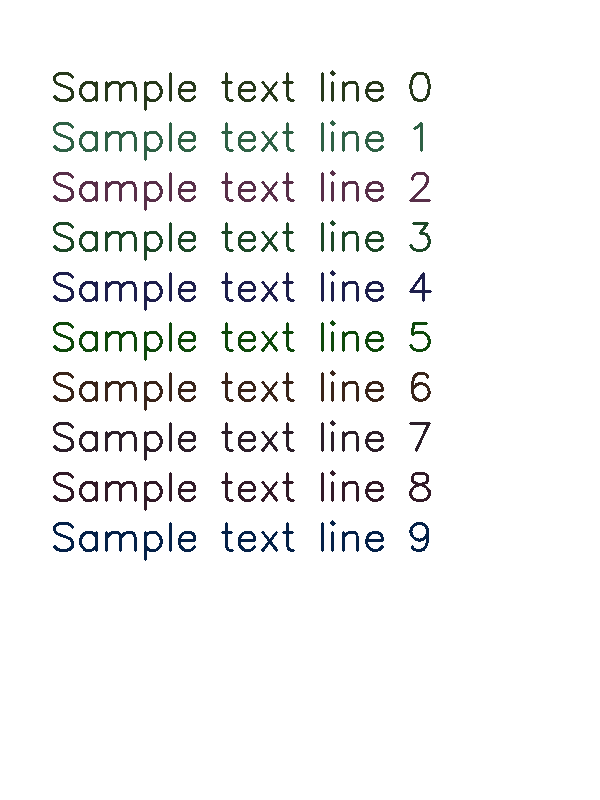 Sample text line 0
Sample text line 1
Sample text line 2
Sample text line 3
Sample text line 4
Sample text line 5
Sample text line 6
Sample text line 7
Sample text line 8
Sample text line 9